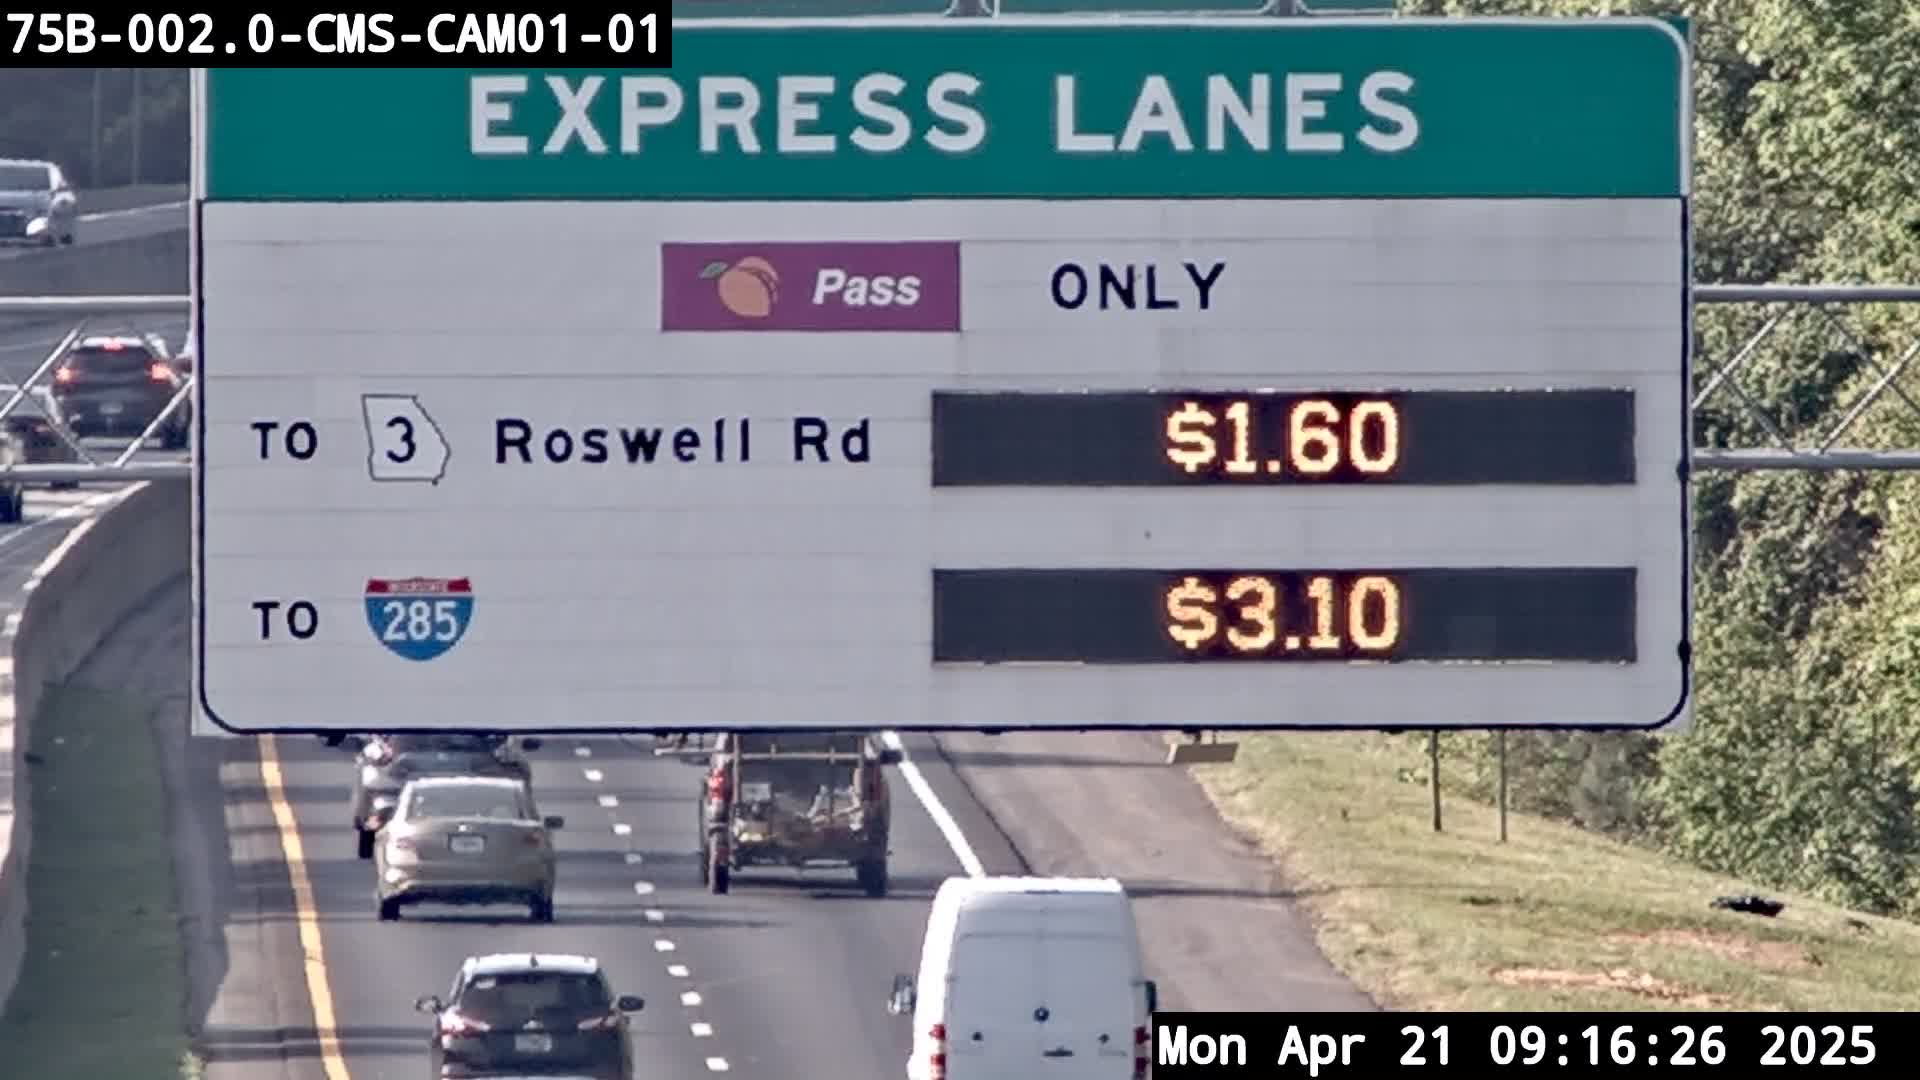 75B-002.0-CMS-CAM01-01
EXPRESS LANES
Pass ONLY
TO 3 Roswell Rd $1.60
TO INTERSTATE 285 $3.10
Mon Apr 21 09:16:26 2025